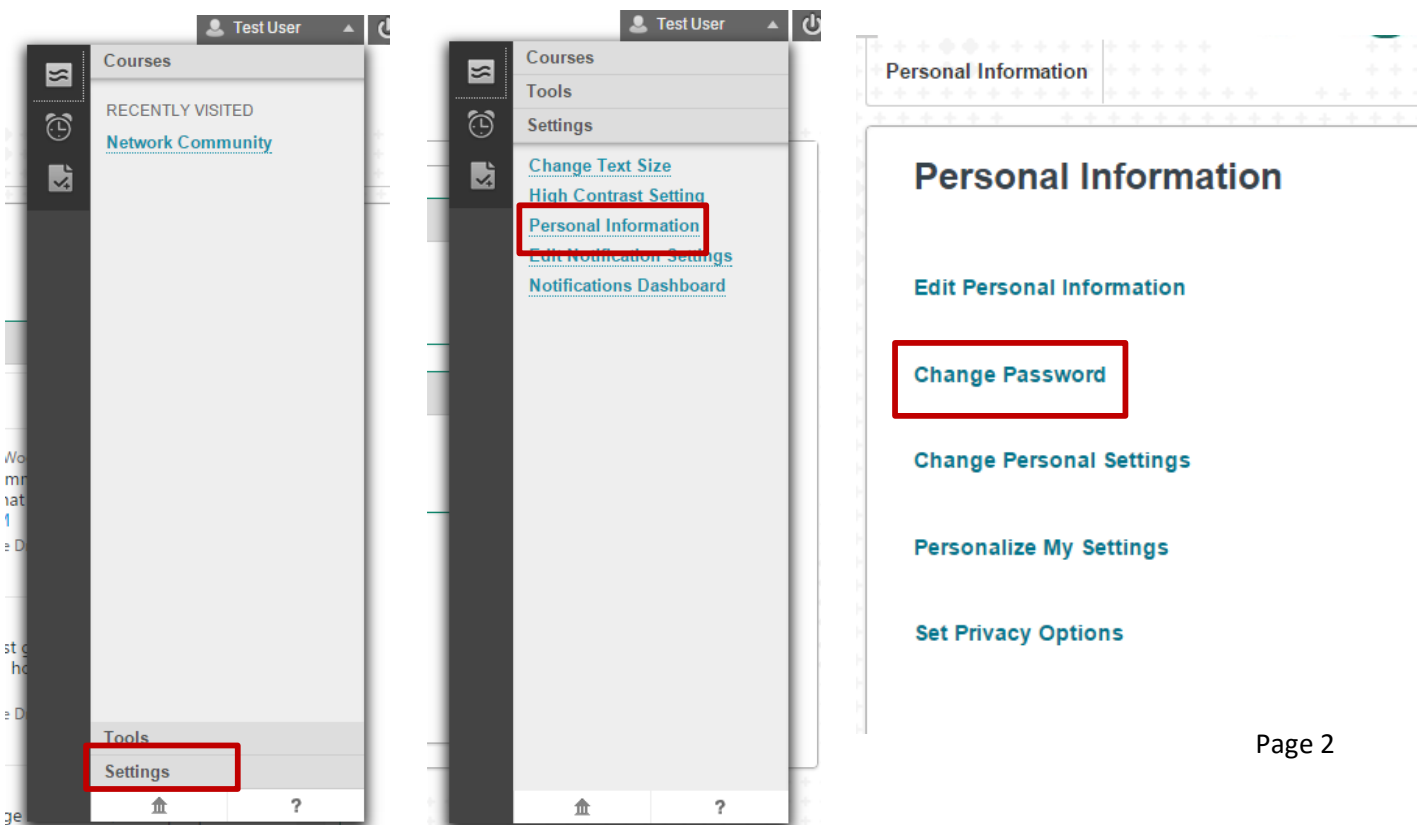 Test User
Courses
RECENTLY VISITED
Network Community
Tools
Settings
?
Test User
Courses
Tools
Settings
Change Text Size
High Contrast Setting
Personal Information
Edit Notification Settings
Notifications Dashboard
?
Personal Information
Personal Information
Edit Personal Information
Change Password
Change Personal Settings
Personalize My Settings
Set Privacy Options
Page 2